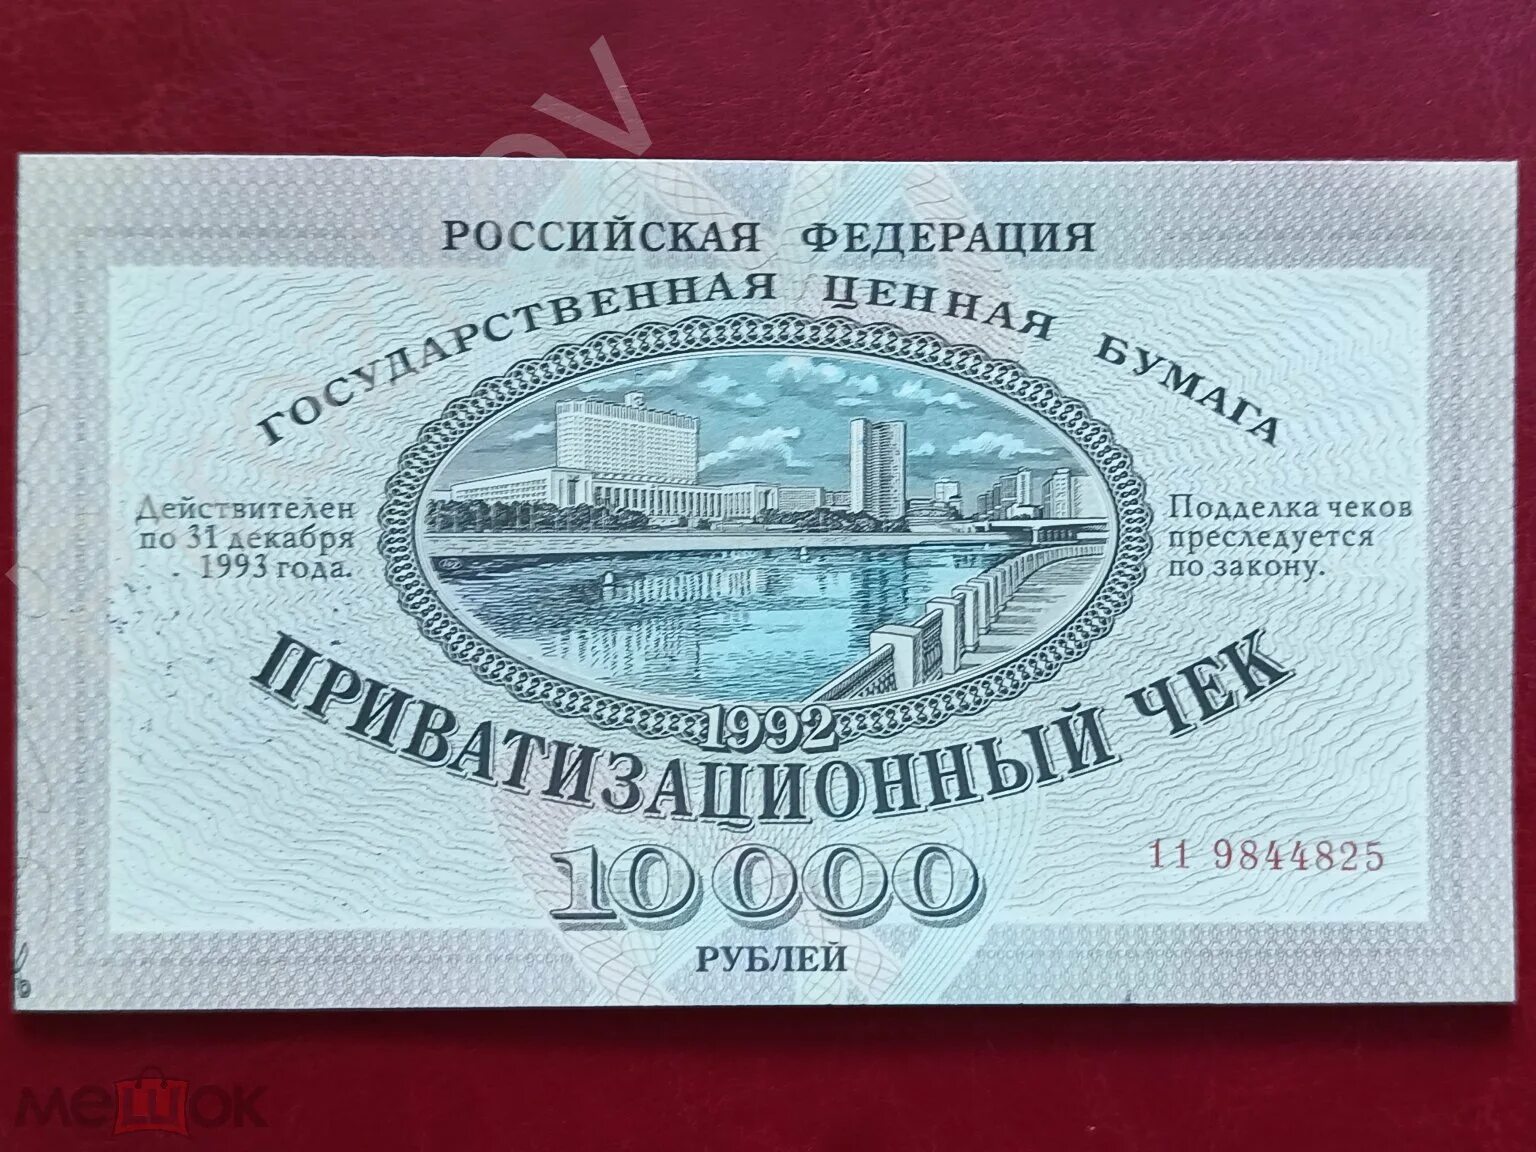 РОССИЙСКАЯ ФЕДЕРАЦИЯ
ГОСУДАРСТВЕННАЯ ЦЕННАЯ БУМАГА
Действителен
по 31 декабря
1993 года.
Подделка чеков
преследуется
по закону.
1992
ПРИВАТИЗАЦИОННЫЙ ЧЕК
11 9844825
10 000
РУБЛЕЙ
мешок